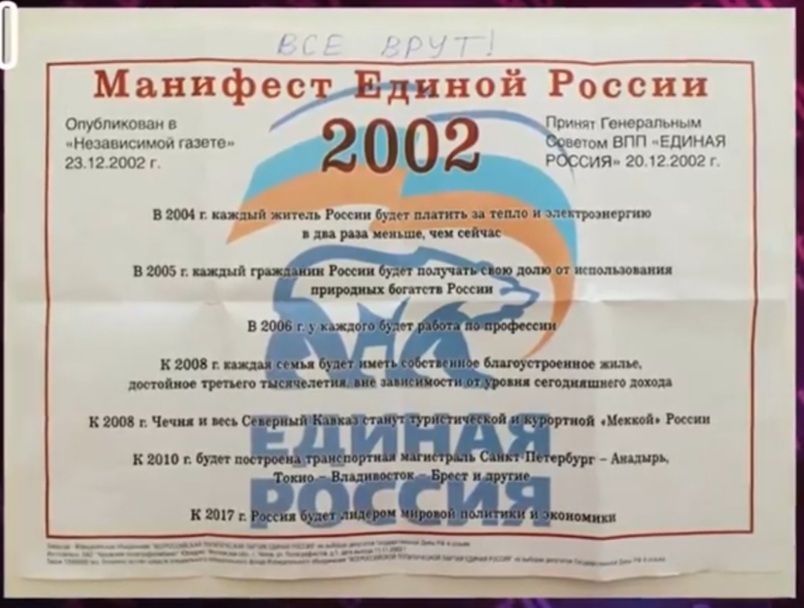 ВСЕ ВРУТ!
Манифест Единой России
2002
Опубликован в
«Независимой газете»
23.12.2002 г.
Принят Генеральным
Советом ВПП «ЕДИНАЯ
РОССИЯ» 20.12.2002 г.
В 2004 г. каждый житель России будет платить за тепло и электроэнергию
в два раза меньше, чем сейчас
В 2005 г. каждый гражданин России будет получать свою долю от использования
природных богатств России
В 2006 г. у каждого будет работа по профессии
К 2008 г. каждая семья будет иметь собственное благоустроенное жилье,
достойное третьего тысячелетия, вне зависимости от уровня сегодняшнего дохода
К 2008 г. Чечня и весь Северный Кавказ станут туристической и курортной «Меккой» России
К 2010 г. будет построена транспортная магистраль Санкт-Петербург – Анадырь,
Токио – Владивосток – Брест и другие
К 2017 г. Россия будет лидером мировой политики и экономики
ЕДИНАЯ
РОССИЯ